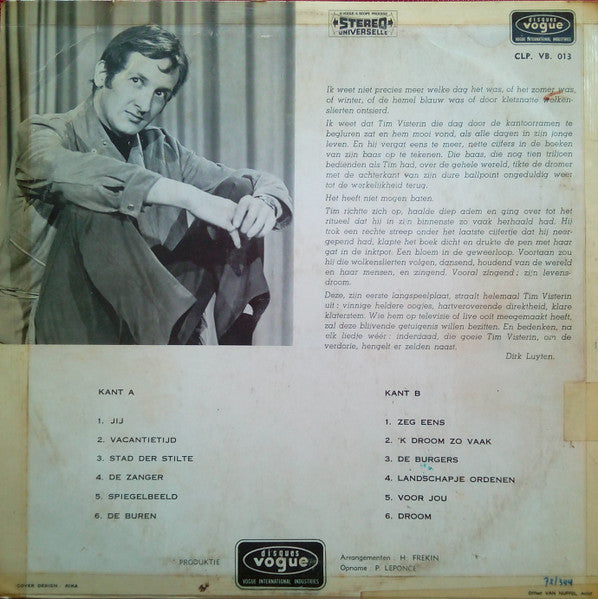 DISQUES A SCOPE PRESENT
STEREO
UNIVERSELLE
disques
vogue
VOGUE INTERNATIONAL INDUSTRIES
CLP. VB. 013
Ik weet niet precies meer welke dag het was, of het zomer was,
of winter, of de hemel blauw was of door kletsnatte wolken-
slierten ontsierd.
Ik weet dat Tim Visterin die dag door de kantoorramen te
begluren zat en hem mooi vond, als alle dagen in zijn jonge
leven. En hij vergat eens te meer, nette cijfers in de boeken
van zijn baas op te tekenen. Die baas, die nog tien triljoen
bedienden als Tim had, over de gehele wereld, tikte de dromer
met de achterkant van zijn dure ballpoint ongeduldig weer
tot de werkelijkheid terug.
Het heeft niet mogen baten.
Tim richtte zich op, haalde diep adem en ging over tot het
ritueel dat hij in zijn binnenste zo vaak herhaald had. Hij
trok een rechte streep onder het laatste cijfertje dat hij neer-
gepend had, klapte het boek dicht en drukte de pen met haar
gat in de inktpot. Een bloem in de geweerloop. Voortaan zou
hij die wolkenslierten volgen, dansend, houdend van de wereld
en haar mensen, en zingend. Vooral zingend : zijn levens-
droom.
Deze, zijn eerste langspeelplaat, straalt helemaal Tim Visterin
uit : vinnige heldere oogjes, hartveroverende direktheid, klare
klaterstem. Wie hem op televisie of live ooit meegemaakt heeft,
zal deze blijvende getuigenis willen bezitten. En bedenken, na
elk liedje wéér : inderdaad, die goeie Tim Visterin, om de
verdorie, hengelt er zelden naast.
Dirk Luyten.
KANT A
1. JIJ
2. VACANTIETIJD
3. STAD DER STILTE
4. DE ZANGER
5. SPIEGELBEELD
6. DE BUREN
KANT B
1. ZEG EENS
2. 'K DROOM ZO VAAK
3. DE BURGERS
4. LANDSCHAPJE ORDENEN
5. VOOR JOU
6. DROOM
PRODUKTIE
disques
vogue
VOGUE INTERNATIONAL INDUSTRIES
Arrangementen : H. FREKIN
Opname : P. LEPONCE
COVER DESIGN : AIKA
72/344
Offset VAN NUFFEL, Aalst